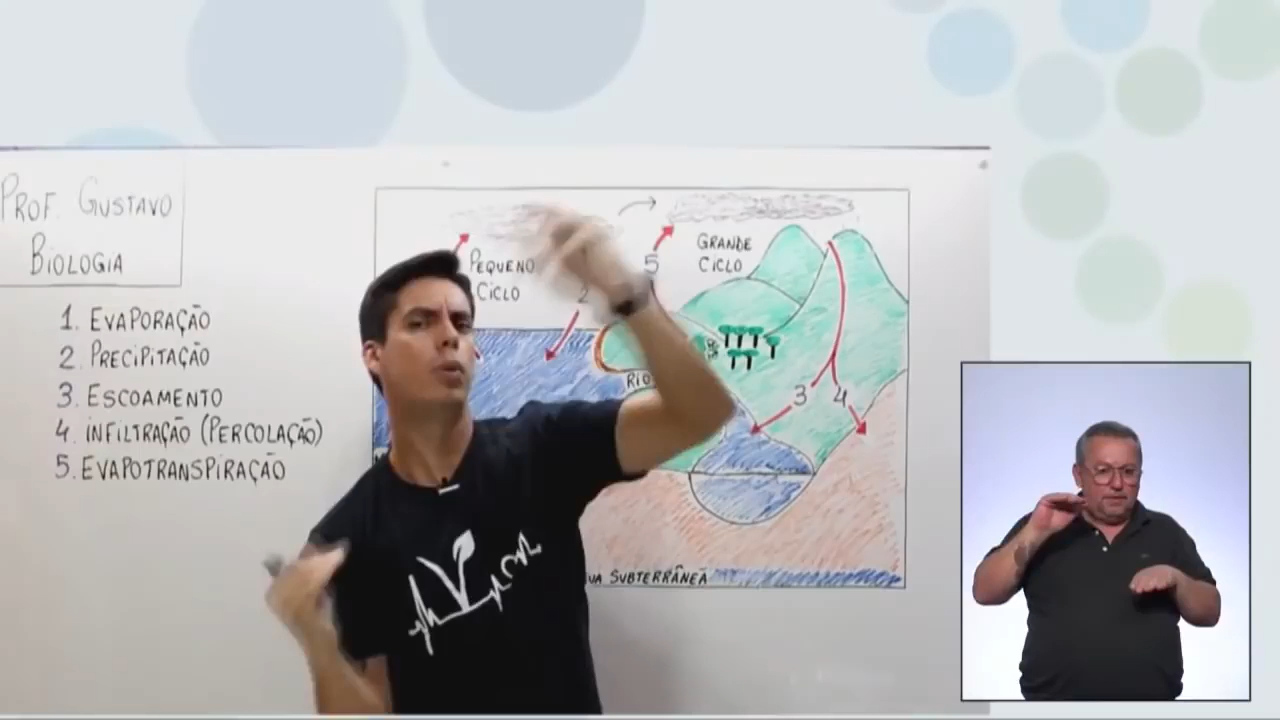 PROF. GUSTAVO
BIOLOGIA
1. EVAPORAÇÃO
2. PRECIPITAÇÃO
3. ESCOAMENTO
4. INFILTRAÇÃO (PERCOLAÇÃO)
5. EVAPOTRANSPIRAÇÃO
PEQUENO
CICLO
2
5
GRANDE
CICLO
RIO
3
4
SUBTERRÂNEA